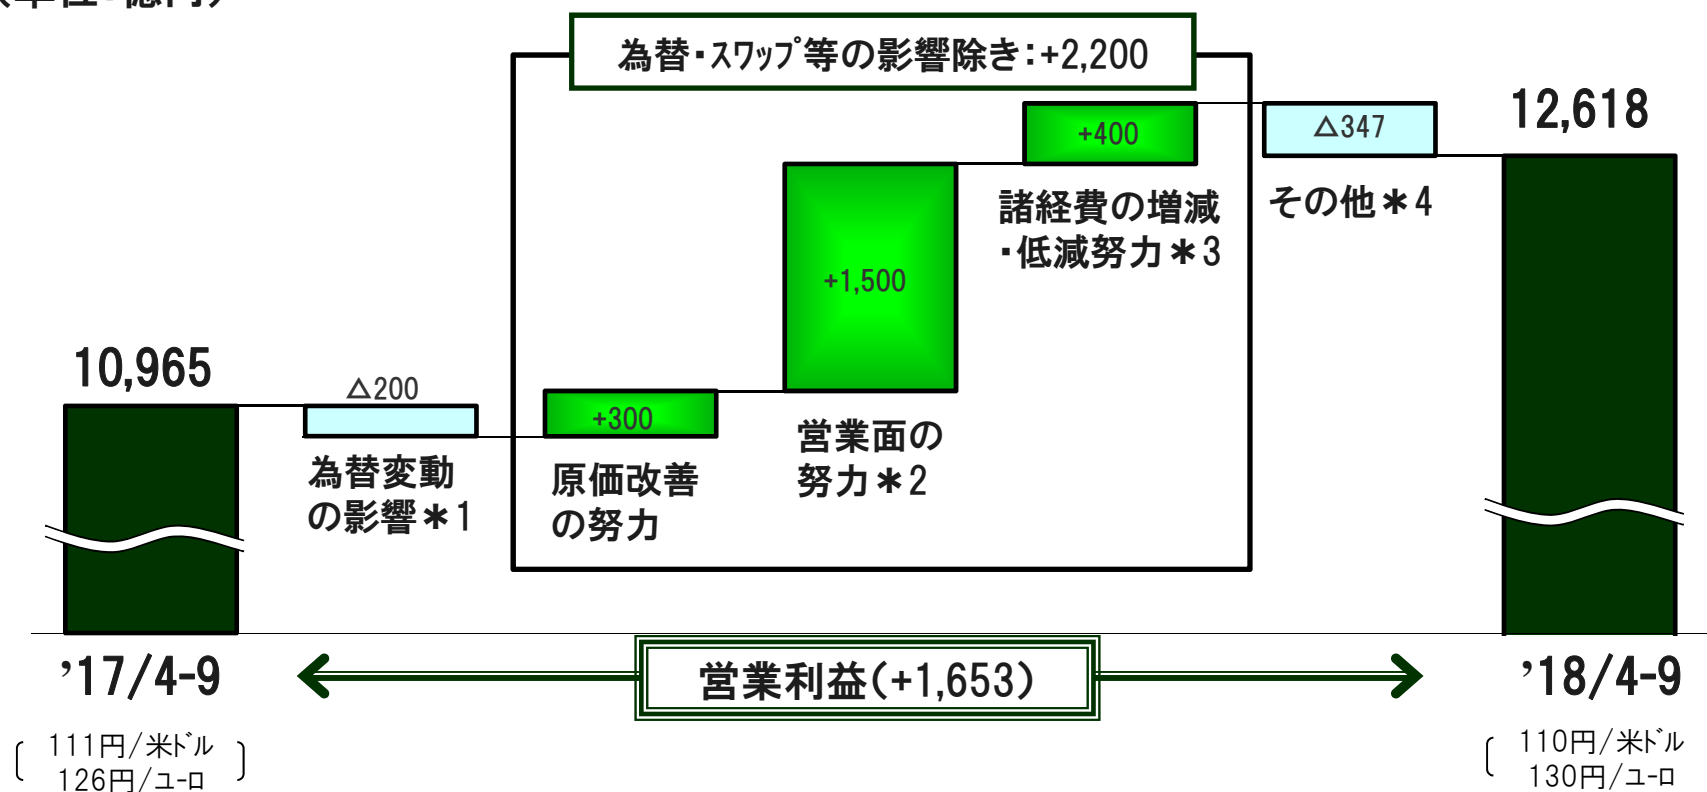 (単位:億円)
為替・スワップ等の影響除き:+2,200
12,618
+400
△347
諸経費の増減
・低減努力＊3
その他＊4
+1,500
10,965
△200
+300
営業面の
努力＊2
為替変動
の影響＊1
原価改善
の努力
’17/4-9
営業利益(+1,653)
’18/4-9
111円/米ドル
126円/ユーロ
110円/米ドル
130円/ユーロ